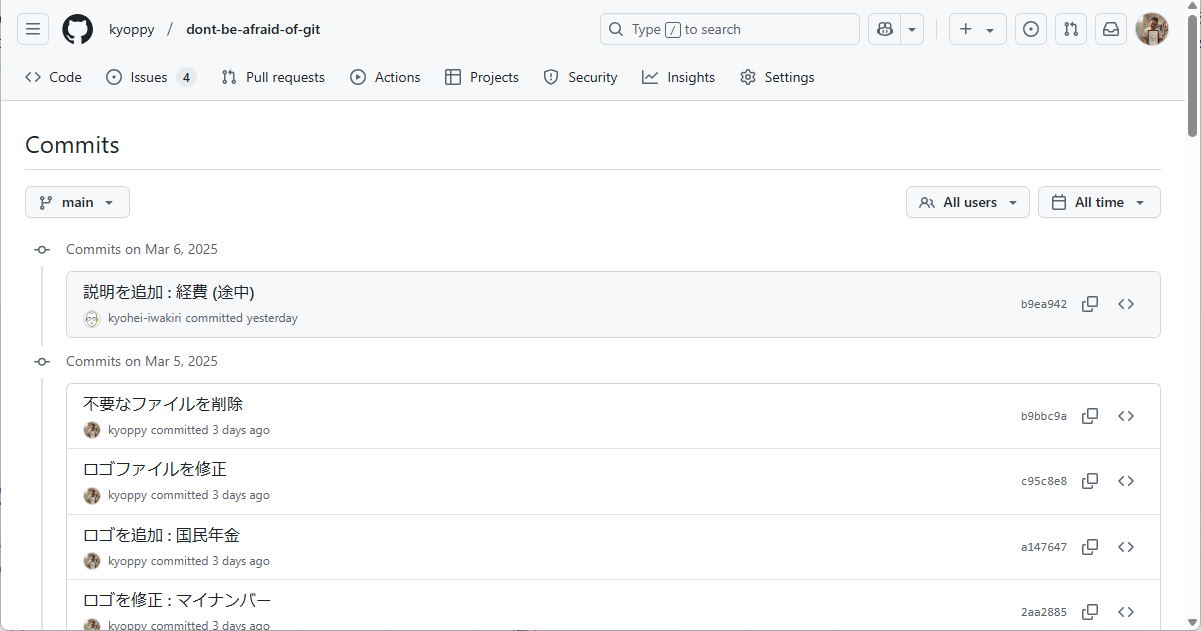 kyoppy / dont-be-afraid-of-git
Type / to search
Code
Issues 4
Pull requests
Actions
Projects
Security
Insights
Settings
Commits
main
All users
All time
Commits on Mar 6, 2025
説明を追加 : 経費 (途中)
kyohei-iwakiri committed yesterday
b9ea942
Commits on Mar 5, 2025
不要なファイルを削除
kyoppy committed 3 days ago
b9bbc9a
ロゴファイルを修正
kyoppy committed 3 days ago
c95c8e8
ロゴを追加 : 国民年金
kyoppy committed 3 days ago
a147647
ロゴを修正 : マイナンバー
kyoppy committed 3 days ago
2aa2885